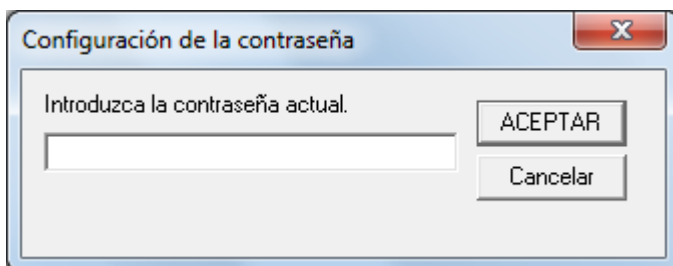 Configuración de la contraseña
Introduzca la contraseña actual.
ACEPTAR
Cancelar